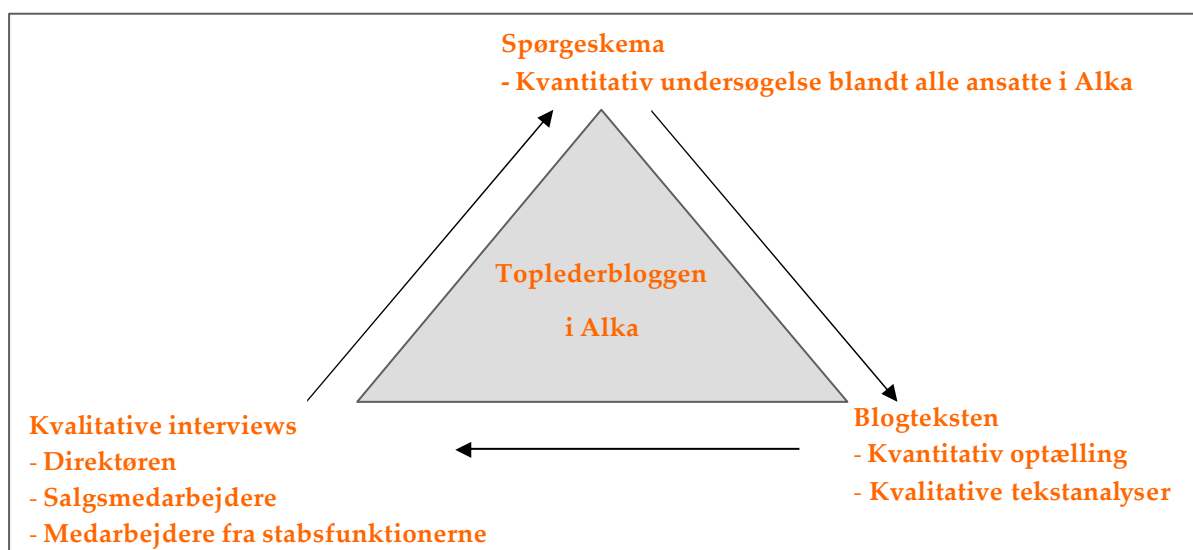 Spørgeskema
- Kvantitativ undersøgelse blandt alle ansatte i Alka
Toplederbloggen
i Alka
Kvalitative interviews
- Direktøren
- Salgsmedarbejdere
- Medarbejdere fra stabsfunktionerne
Blogteksten
- Kvantitativ optælling
- Kvalitative tekstanalyser